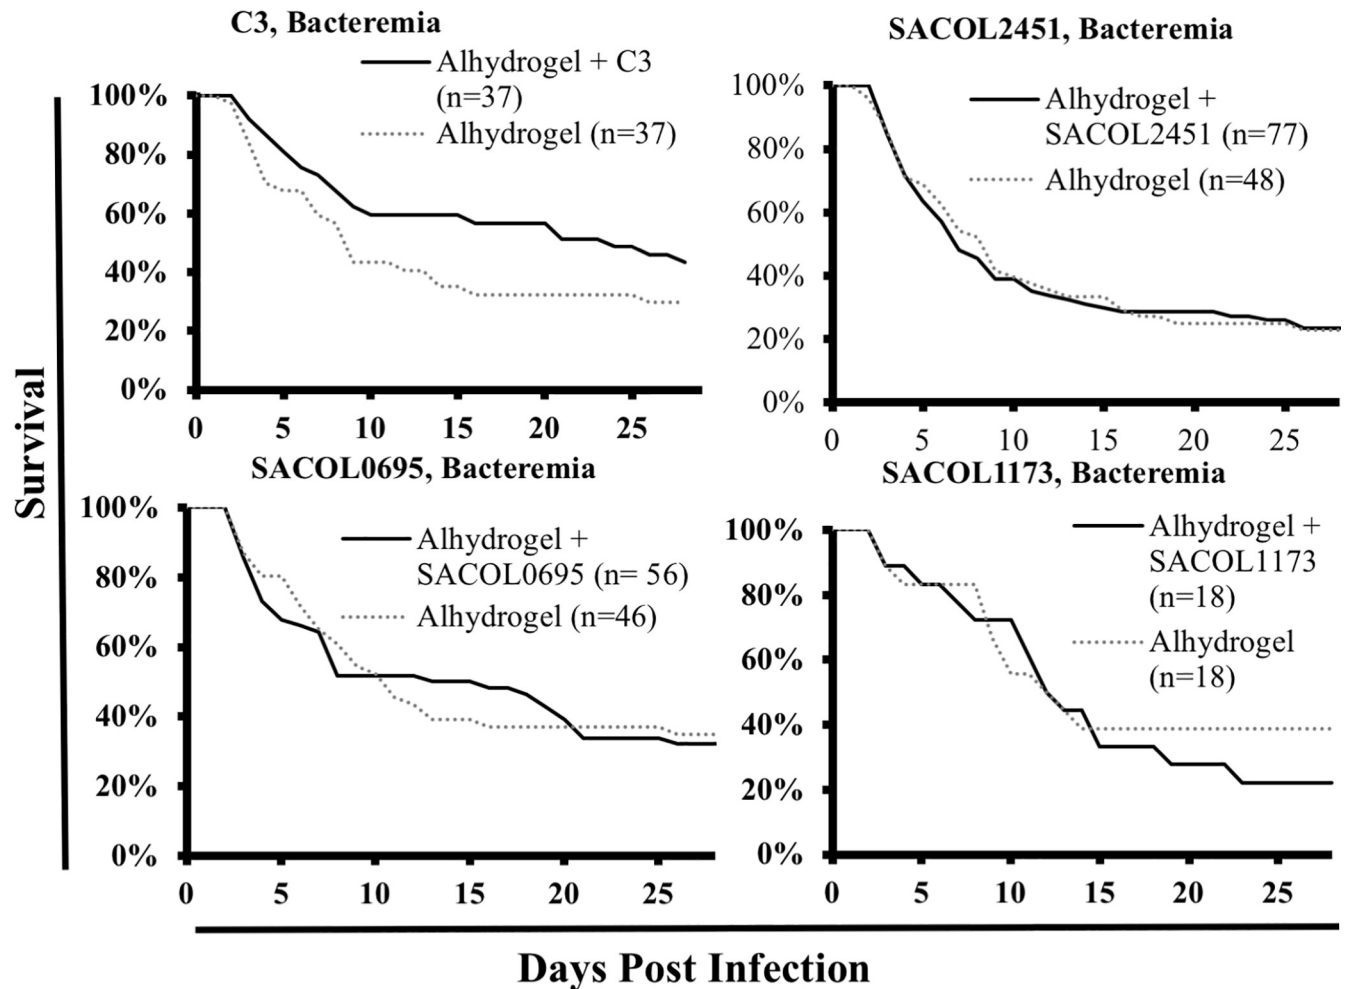 C3, Bacteremia
Alhydrogel + C3
(n=37)
Alhydrogel (n=37)
100%
80%
60%
40%
20%
0%
0 5 10 15 20 25
SACOL2451, Bacteremia
Alhydrogel +
SACOL2451 (n=77)
Alhydrogel (n=48)
100%
80%
60%
40%
20%
0%
0 5 10 15 20 25
SACOL0695, Bacteremia
Alhydrogel +
SACOL0695 (n= 56)
Alhydrogel (n=46)
100%
80%
60%
40%
20%
0%
0 5 10 15 20 25
SACOL1173, Bacteremia
Alhydrogel +
SACOL1173
(n=18)
Alhydrogel
(n=18)
100%
80%
60%
40%
20%
0%
0 5 10 15 20 25
Survival
Days Post Infection